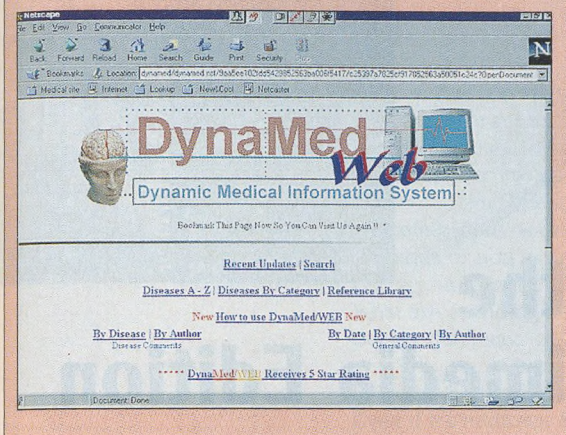 Netscape
File Edit View Go Communicator Help
Back Forward Reload Home Search Guide Print Security Stop
Bookmarks Location:
Medical site Internet Lookup New&Cool Netcaster
DynaMed
Web
Dynamic Medical Information System
Bookmark This Page Now So You Can Visit Us Again !!
Recent Updates | Search
Diseases A - Z | Diseases By Category | Reference Library
New How to use DynaMed/WEB New
By Disease | By Author By Date | By Category | By Author
Disease Comments General Comments
***** DynaMed/WEB Receives 5 Star Rating *****
Document: Done